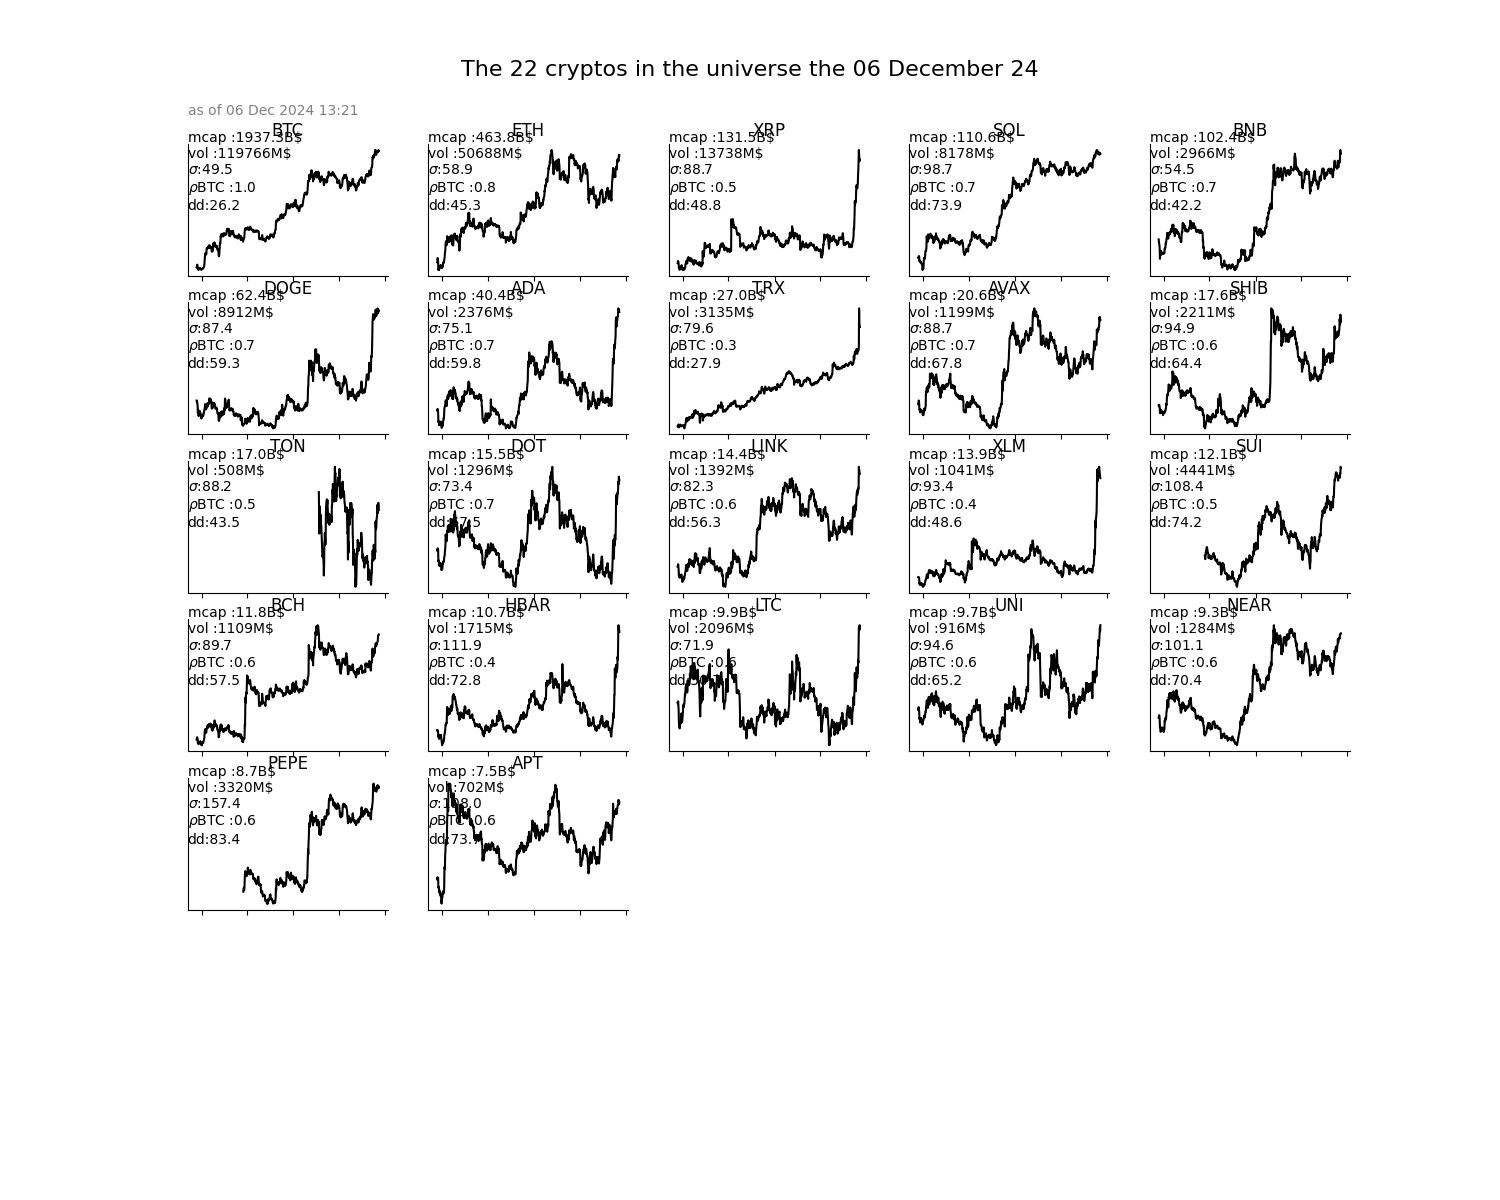 The 22 cryptos in the universe the 06 December 24
as of 06 Dec 2024 13:21
BTC
mcap :1937.3B$
vol :119766M$
σ:49.5
ρBTC :1.0
dd:26.2
ETH
mcap :463.8B$
vol :50688M$
σ:58.9
ρBTC :0.8
dd:45.3
XRP
mcap :131.5B$
vol :13738M$
σ:88.7
ρBTC :0.5
dd:48.8
SOL
mcap :110.6B$
vol :8178M$
σ:98.7
ρBTC :0.7
dd:73.9
BNB
mcap :102.4B$
vol :2966M$
σ:54.5
ρBTC :0.7
dd:42.2
DOGE
mcap :62.4B$
vol :8912M$
σ:87.4
ρBTC :0.7
dd:59.3
ADA
mcap :40.4B$
vol :2376M$
σ:75.1
ρBTC :0.7
dd:59.8
TRX
mcap :27.0B$
vol :3135M$
σ:79.6
ρBTC :0.3
dd:27.9
AVAX
mcap :20.6B$
vol :1199M$
σ:88.7
ρBTC :0.7
dd:67.8
SHIB
mcap :17.6B$
vol :2211M$
σ:94.9
ρBTC :0.6
dd:64.4
TON
mcap :17.0B$
vol :508M$
σ:88.2
ρBTC :0.5
dd:43.5
DOT
mcap :15.5B$
vol :1296M$
σ:73.4
ρBTC :0.7
LINK
mcap :14.4B$
vol :1392M$
σ:82.3
ρBTC :0.6
dd:56.3
XLM
mcap :13.9B$
vol :1041M$
σ:93.4
ρBTC :0.4
dd:48.6
SUI
mcap :12.1B$
vol :4441M$
σ:108.4
ρBTC :0.5
dd:74.2
BCH
mcap :11.8B$
vol :1109M$
σ:89.7
ρBTC :0.6
dd:57.5
HBAR
mcap :10.7B$
vol :1715M$
σ:111.9
ρBTC :0.4
dd:72.8
LTC
mcap :9.9B$
vol :2096M$
σ:71.9
ρBTC :0.6
UNI
mcap :9.7B$
vol :916M$
σ:94.6
ρBTC :0.6
dd:65.2
NEAR
mcap :9.3B$
vol :1284M$
σ:101.1
ρBTC :0.6
dd:70.4
PEPE
mcap :8.7B$
vol :3320M$
σ:157.4
ρBTC :0.6
dd:83.4
APT
mcap :7.5B$
vol :702M$
σ:108.0
ρBTC :0.6